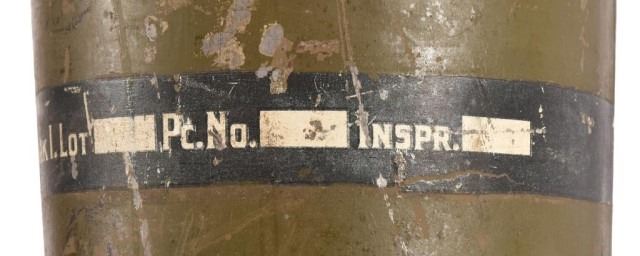 k I. Lot Pc. No. Inspr.